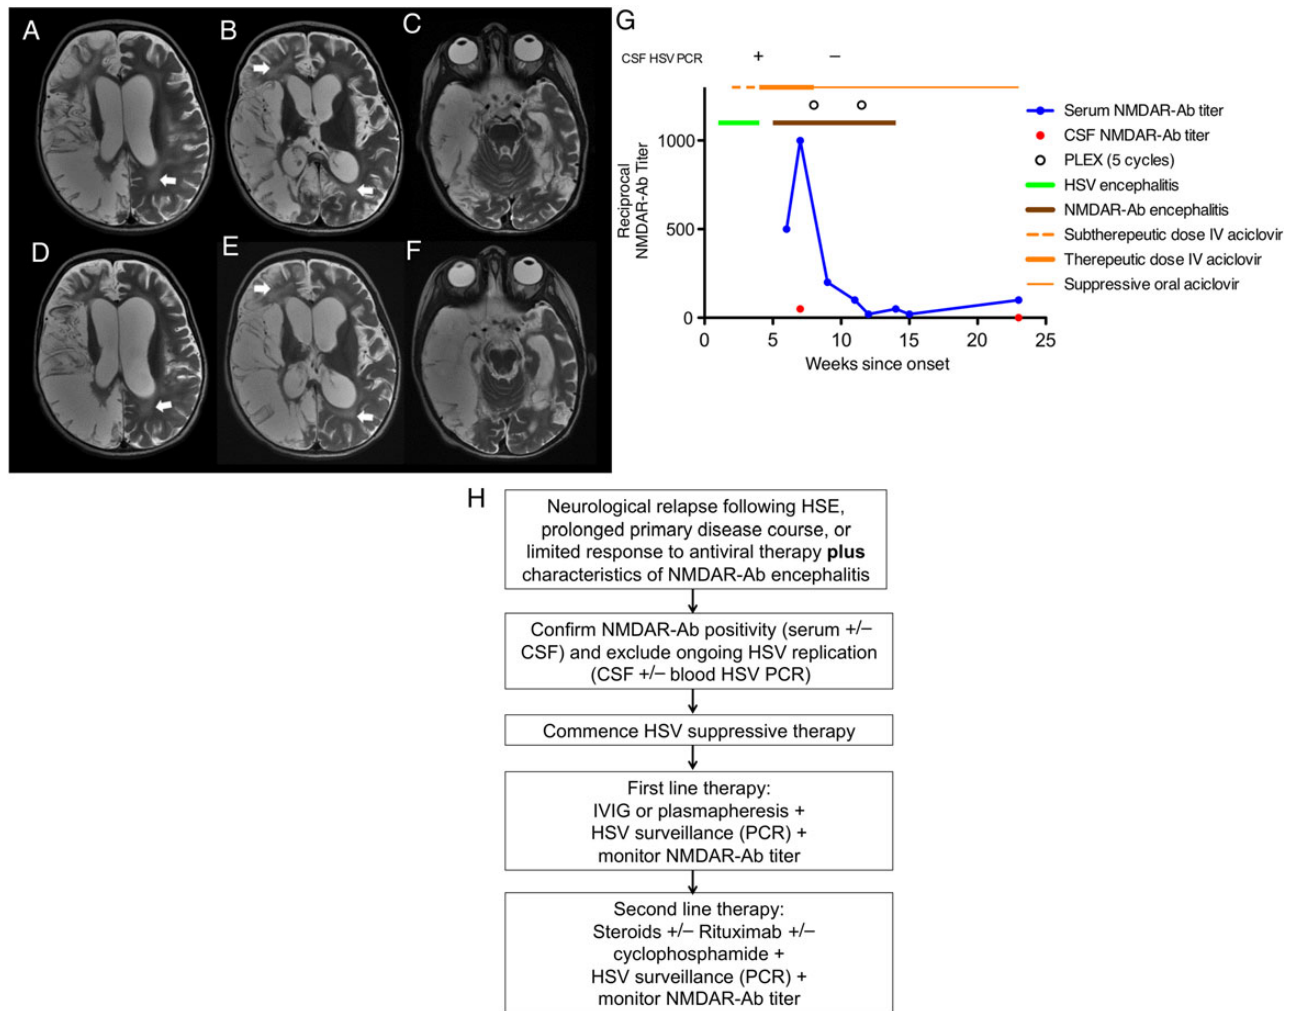 A
B
C
D
E
F
G
CSF HSV PCR + –
Reciprocal
NMDAR-Ab Titer
1000
500
0
0 5 10 15 20 25
Weeks since onset
Serum NMDAR-Ab titer
CSF NMDAR-Ab titer
PLEX (5 cycles)
HSV encephalitis
NMDAR-Ab encephalitis
Subtherepeutic dose IV aciclovir
Therepeutic dose IV aciclovir
Suppressive oral aciclovir
H
Neurological relapse following HSE,
prolonged primary disease course, or
limited response to antiviral therapy plus
characteristics of NMDAR-Ab encephalitis
Confirm NMDAR-Ab positivity (serum +/–
CSF) and exclude ongoing HSV replication
(CSF +/– blood HSV PCR)
Commence HSV suppressive therapy
First line therapy:
IVIG or plasmapheresis +
HSV surveillance (PCR) +
monitor NMDAR-Ab titer
Second line therapy:
Steroids +/– Rituximab +/–
cyclophosphamide +
HSV surveillance (PCR) +
monitor NMDAR-Ab titer